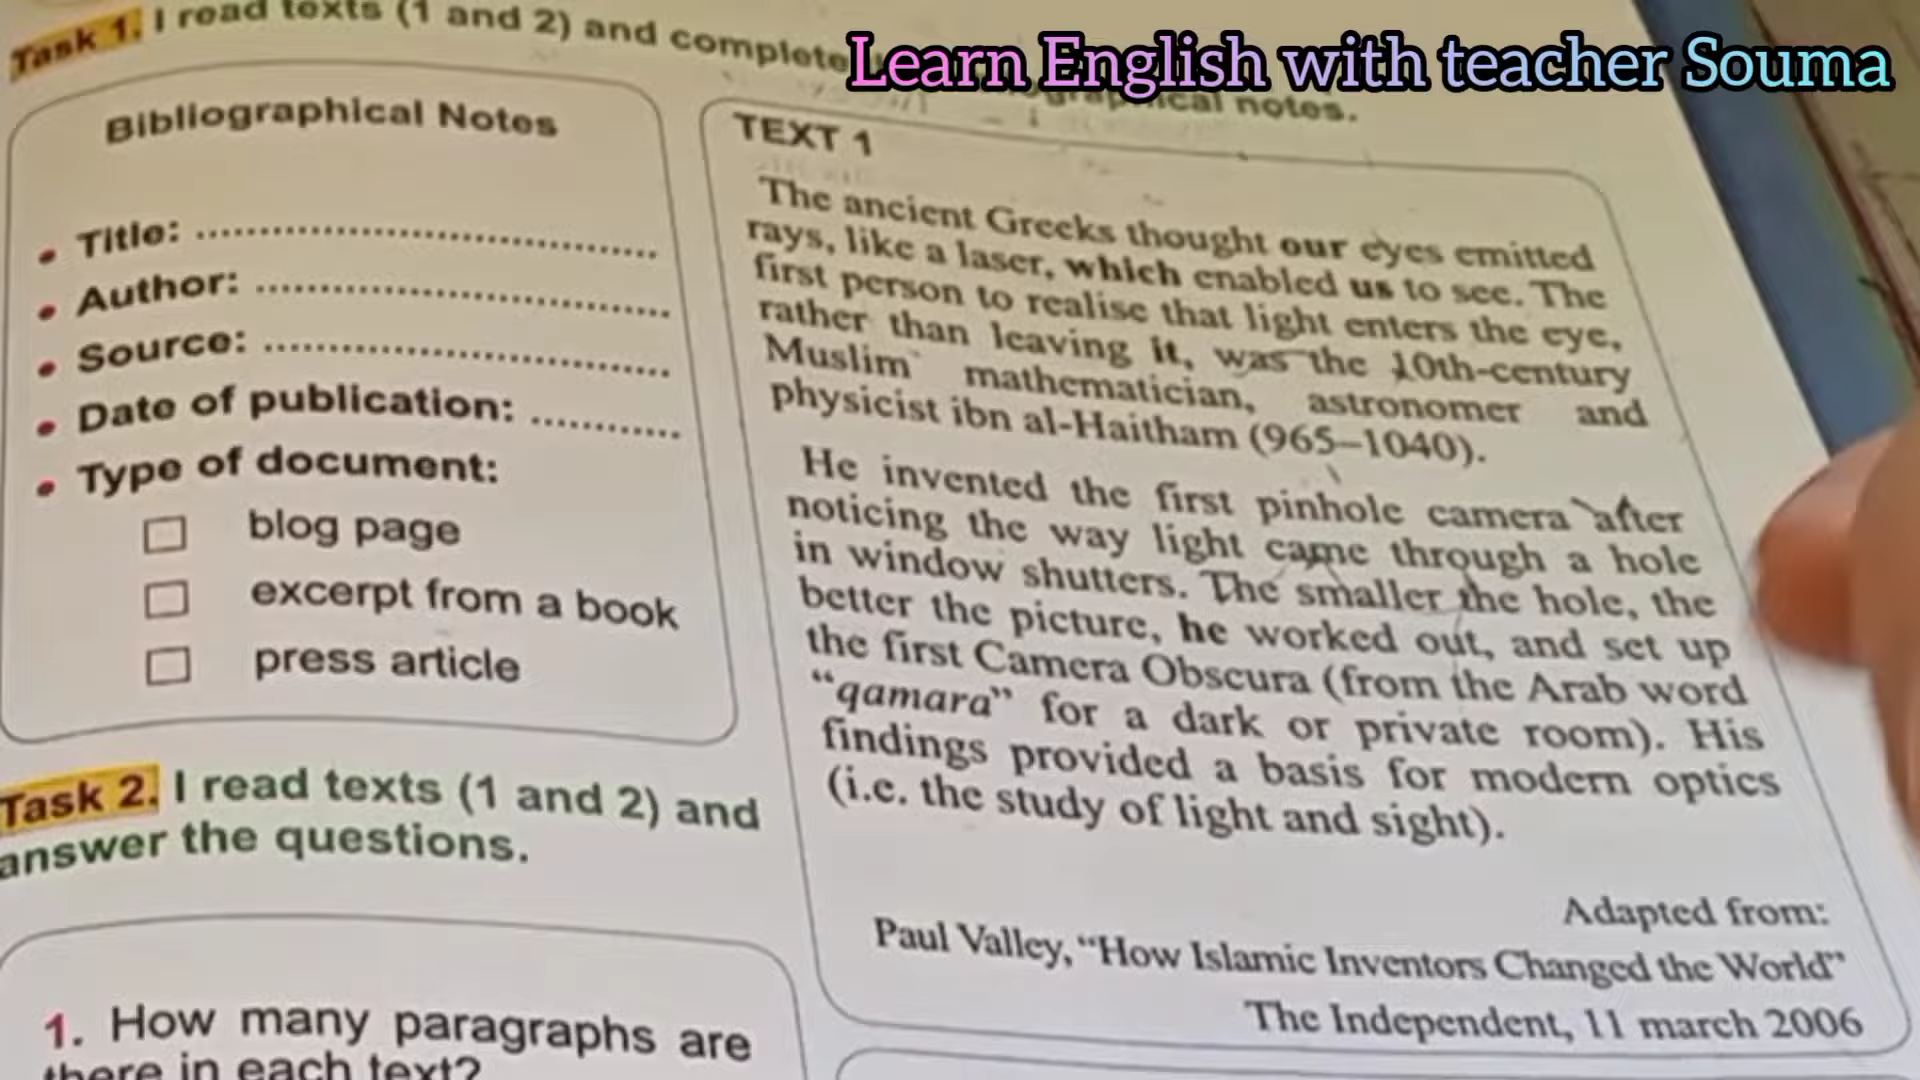 Learn English with teacher Souma
Task 1. I read texts (1 and 2) and complete
notes.
Bibliographical Notes
• Title: ..............................
• Author: ..............................
• Source: ..............................
• Date of publication: ............
• Type of document:
blog page
excerpt from a book
press article
Task 2. I read texts (1 and 2) and
answer the questions.
1. How many paragraphs are
there in each text?
TEXT 1
The ancient Greeks thought our eyes emitted
rays, like a laser, which enabled us to see. The
first person to realise that light enters the eye,
rather than leaving it, was the 10th-century
Muslim mathematician, astronomer and
physicist ibn al-Haitham (965–1040).
He invented the first pinhole camera after
noticing the way light came through a hole
in window shutters. The smaller the hole, the
better the picture, he worked out, and set up
the first Camera Obscura (from the Arab word
“qamara” for a dark or private room). His
findings provided a basis for modern optics
(i.e. the study of light and sight).
Adapted from:
Paul Valley, “How Islamic Inventors Changed the World”
The Independent, 11 march 2006